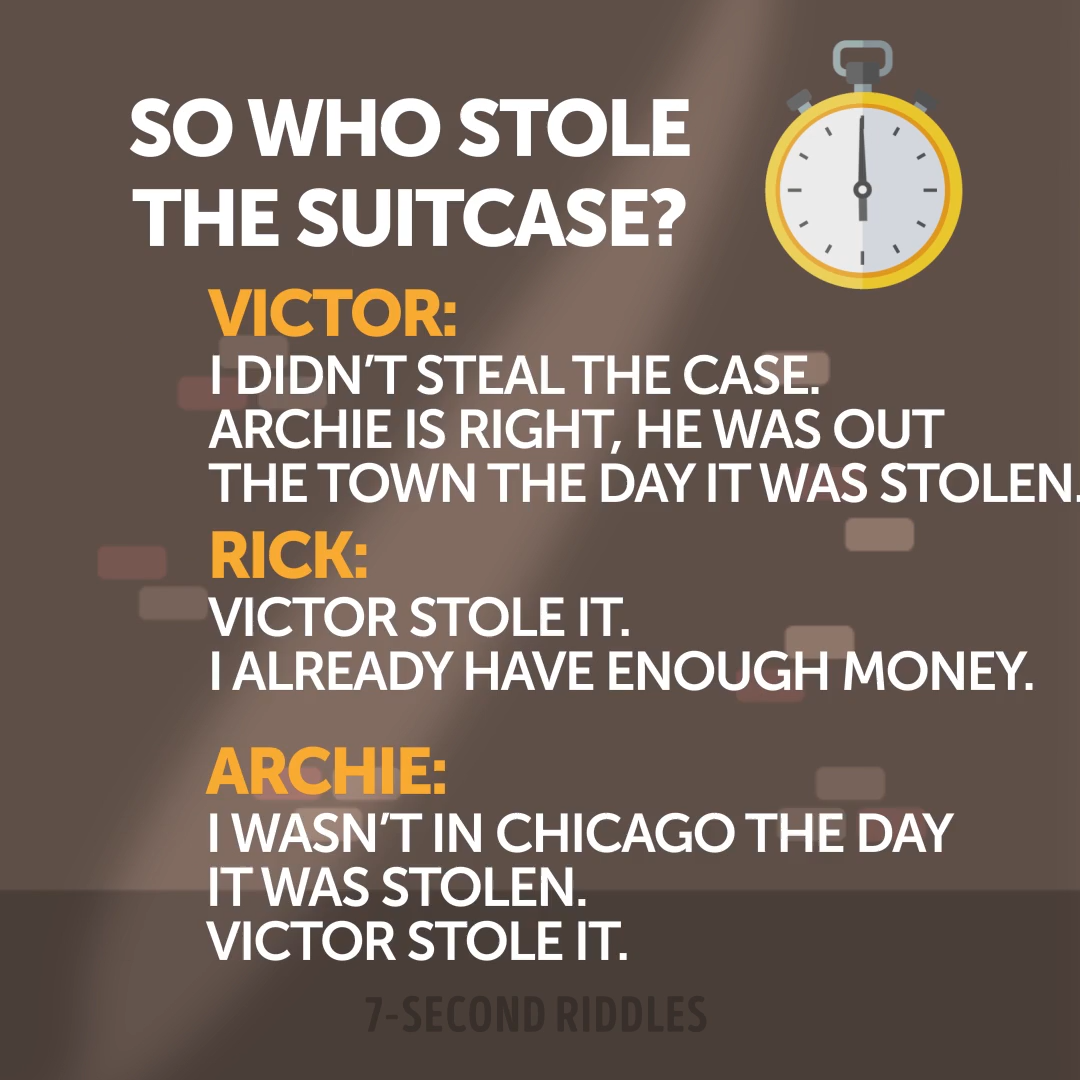 SO WHO STOLE
THE SUITCASE?
VICTOR:
I DIDN'T STEAL THE CASE.
ARCHIE IS RIGHT, HE WAS OUT
THE TOWN THE DAY IT WAS STOLEN.
RICK:
VICTOR STOLE IT.
I ALREADY HAVE ENOUGH MONEY.
ARCHIE:
I WASN'T IN CHICAGO THE DAY
IT WAS STOLEN.
VICTOR STOLE IT.
7-SECOND RIDDLES